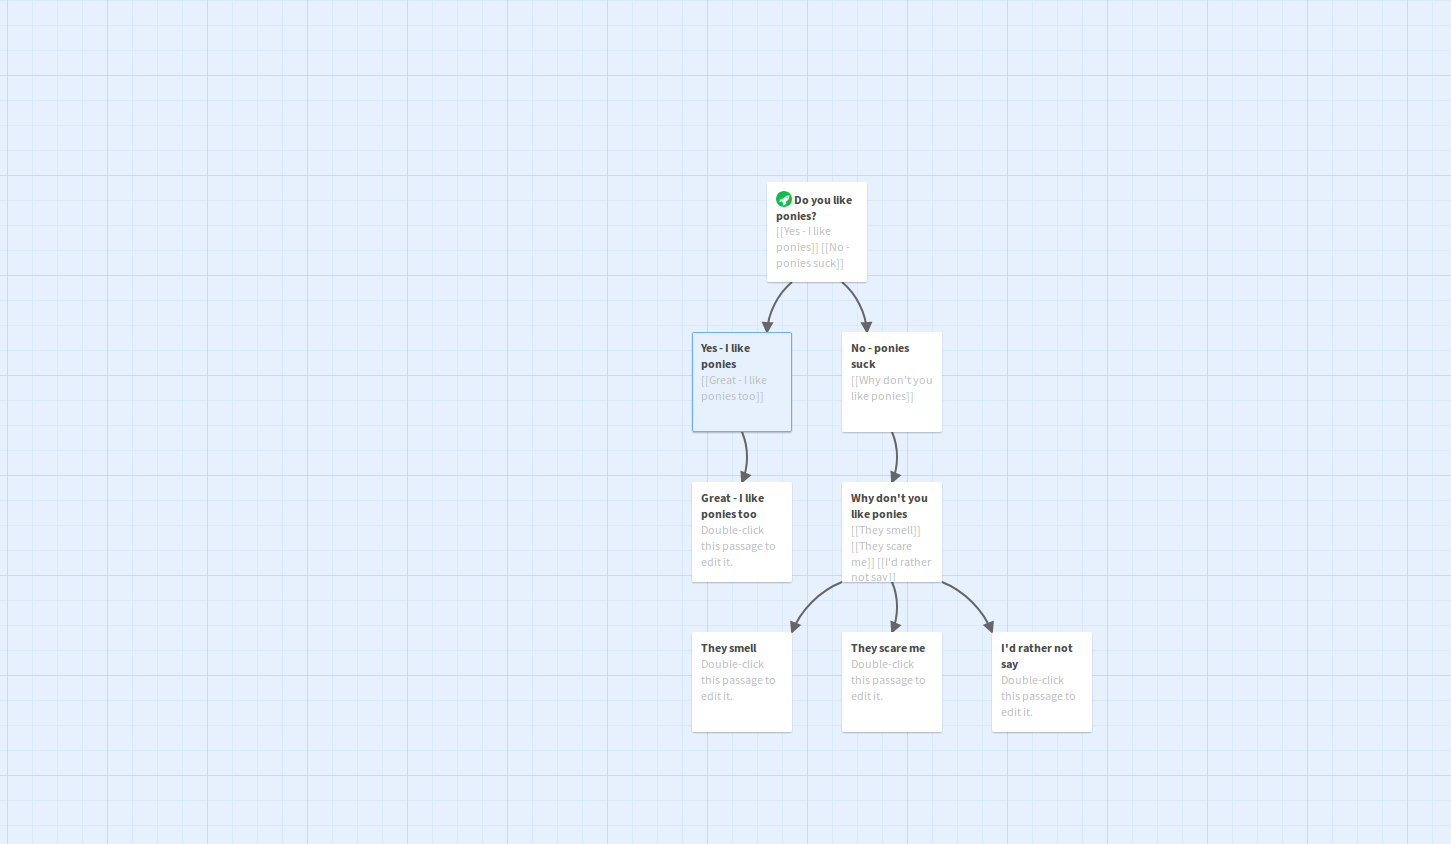 Do you like
ponies?
[[Yes - I like
ponies]] [[No -
ponies suck]]
Yes - I like
ponies
[[Great - I like
ponies too]]
No - ponies
suck
[[Why don't you
like ponies]]
Great - I like
ponies too
Double-click
this passage to
edit it.
Why don't you
like ponies
[[They smell]]
[[They scare
me]] [[I'd rather
not say]]
They smell
Double-click
this passage to
edit it.
They scare me
Double-click
this passage to
edit it.
I'd rather not
say
Double-click
this passage to
edit it.